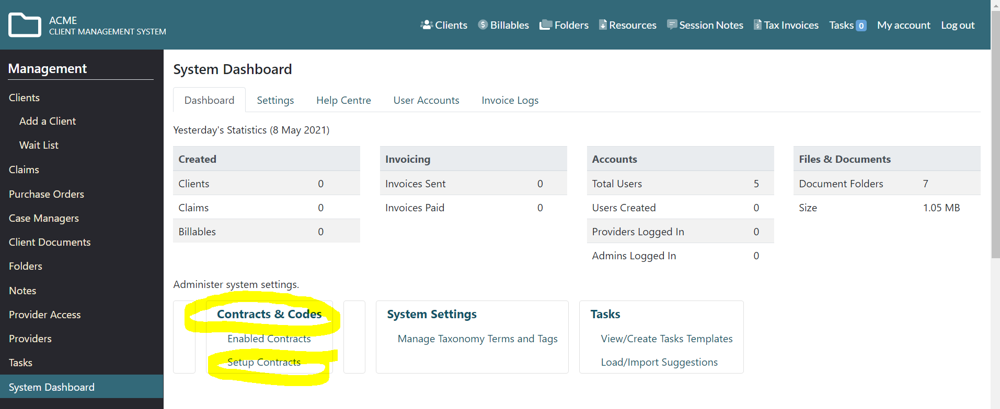 ACME
CLIENT MANAGEMENT SYSTEM
Clients Billables Folders Resources Session Notes Tax Invoices Tasks 0 My account Log out
Management
Clients
Add a Client
Wait List
Claims
Purchase Orders
Case Managers
Client Documents
Folders
Notes
Provider Access
Providers
Tasks
System Dashboard
System Dashboard
Dashboard Settings Help Centre User Accounts Invoice Logs
Yesterday's Statistics (8 May 2021)
Created
Clients 0
Claims 0
Billables 0
Invoicing
Invoices Sent 0
Invoices Paid 0
Accounts
Total Users 5
Users Created 0
Providers Logged In 0
Admins Logged In 0
Files & Documents
Document Folders 7
Size 1.05 MB
Administer system settings.
Contracts & Codes
Enabled Contracts
Setup Contracts
System Settings
Manage Taxonomy Terms and Tags
Tasks
View/Create Tasks Templates
Load/Import Suggestions